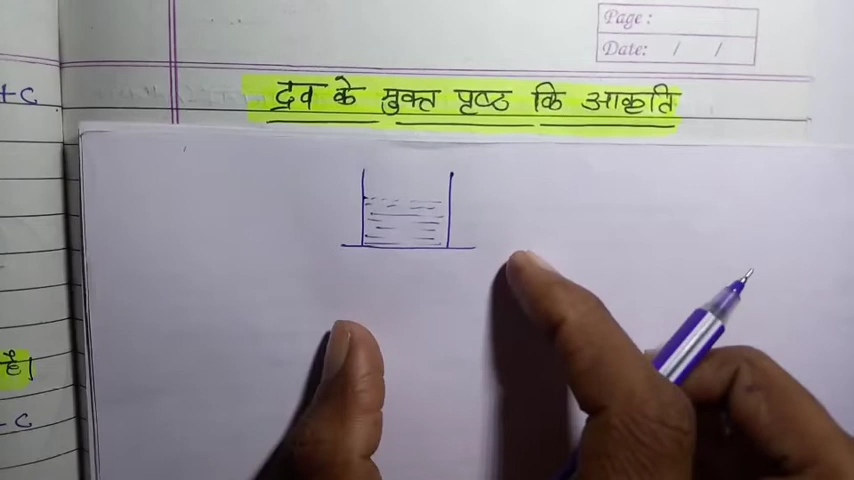 Page:
Date: / /
+C
द्रव के मुक्त पृष्ठ कि आकृति
है।
- C